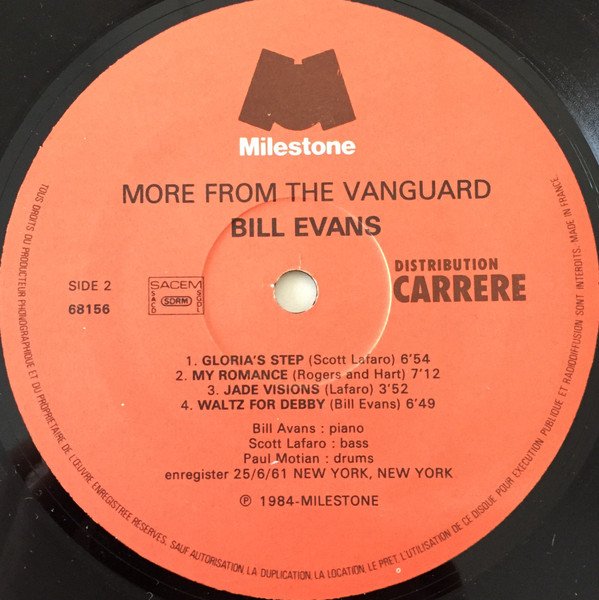 Milestone
MORE FROM THE VANGUARD
BILL EVANS
DISTRIBUTION
CARRERE
SIDE 2
68156
SACEM
SACD
SDRM
SGDL
1. GLORIA'S STEP (Scott Lafaro) 6'54
2. MY ROMANCE (Rogers and Hart) 7'12
3. JADE VISIONS (Lafaro) 3'52
4. WALTZ FOR DEBBY (Bill Evans) 6'49
Bill Avans : piano
Scott Lafaro : bass
Paul Motian : drums
enregister 25/6/61 NEW YORK, NEW YORK
℗ 1984-MILESTONE
TOUS DROITS DU PRODUCTEUR PHONOGRAPHIQUE ET DU PROPRIETAIRE DE L'ŒUVRE ENREGISTREE RESERVES. SAUF AUTORISATION LA DUPLICATION, LA LOCATION, LE PRET, L'UTILISATION DE CE DISQUE POUR EXECUTION PUBLIQUE ET RADIODIFFUSION SONT INTERDITS. MADE IN FRANCE.